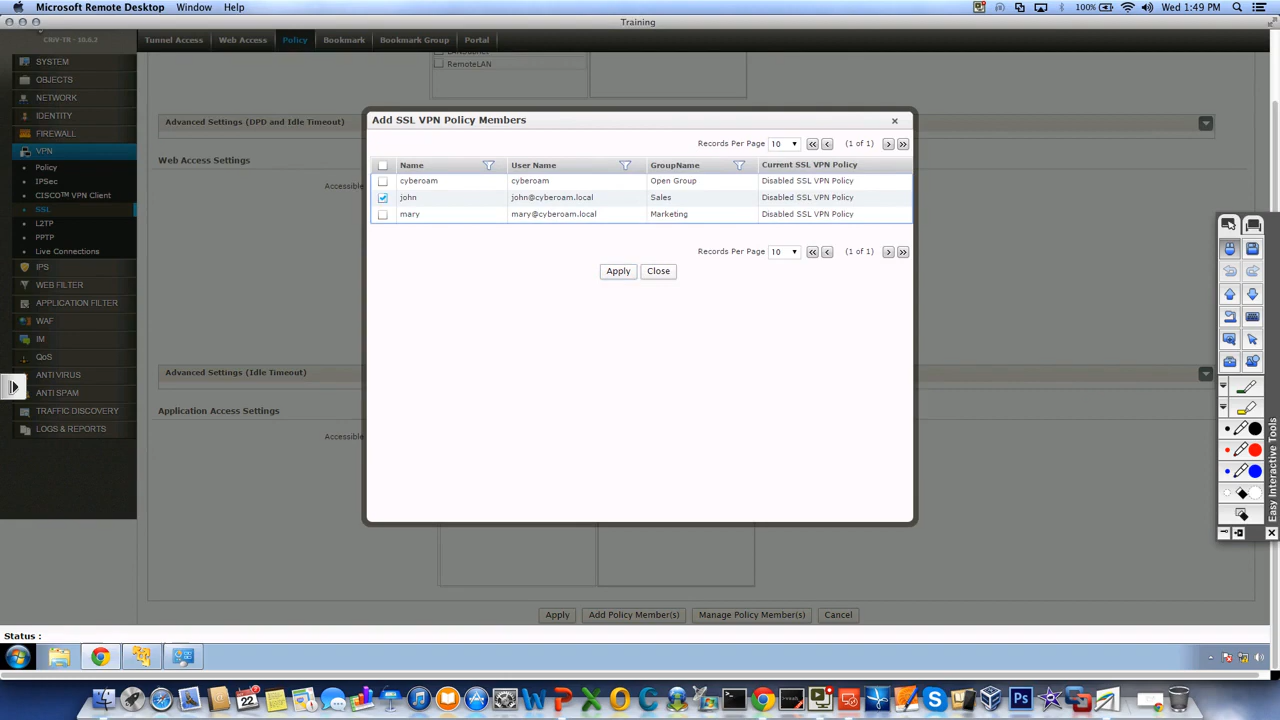 Microsoft Remote Desktop Window Help 100% Wed 1:49 PM
Training
CRiV-TR - 10.6.2
Tunnel Access Web Access Policy Bookmark Bookmark Group Portal
SYSTEM
OBJECTS
NETWORK
IDENTITY
FIREWALL
VPN
Policy
IPSec
CISCO™ VPN Client
SSL
L2TP
PPTP
Live Connections
IPS
WEB FILTER
APPLICATION FILTER
WAF
IM
QoS
ANTI VIRUS
ANTI SPAM
TRAFFIC DISCOVERY
LOGS & REPORTS
RemoteLAN
Advanced Settings (DPD and Idle Timeout)
Web Access Settings
Accessible
Advanced Settings (Idle Timeout)
Application Access Settings
Accessible
Add SSL VPN Policy Members
Records Per Page 10 (1 of 1)
Name User Name GroupName Current SSL VPN Policy
cyberoam cyberoam Open Group Disabled SSL VPN Policy
john john@cyberoam.local Sales Disabled SSL VPN Policy
mary mary@cyberoam.local Marketing Disabled SSL VPN Policy
Records Per Page 10 (1 of 1)
Apply Close
Apply Add Policy Member(s) Manage Policy Member(s) Cancel
Status :
Easy Interactive Tools